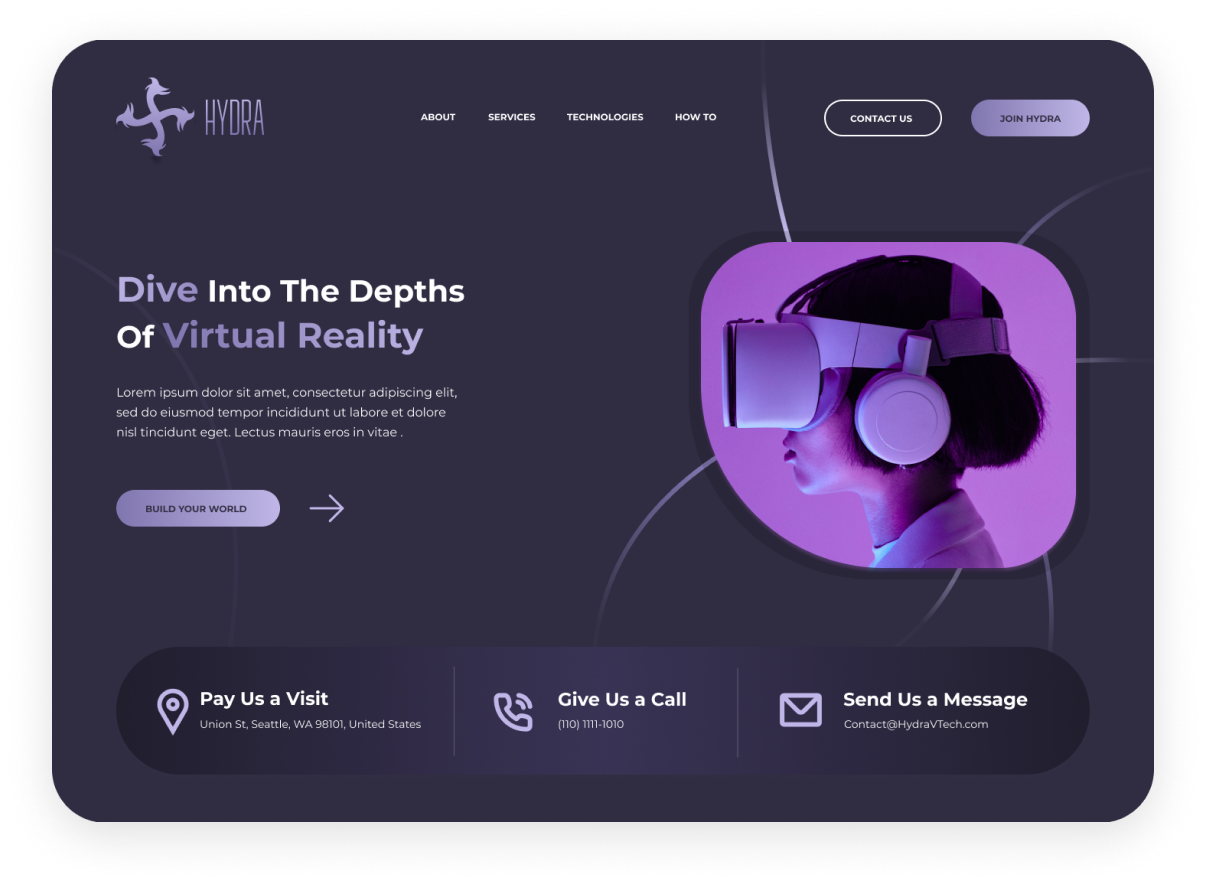 HYDRA
ABOUT
SERVICES
TECHNOLOGIES
HOW TO
CONTACT US
JOIN HYDRA
Dive Into The Depths
Of Virtual Reality
Lorem ipsum dolor sit amet, consectetur adipiscing elit,
sed do eiusmod tempor incididunt ut labore et dolore
nisl tincidunt eget. Lectus mauris eros in vitae .
BUILD YOUR WORLD
Pay Us a Visit
Union St, Seattle, WA 98101, United States
Give Us a Call
(110) 1111-1010
Send Us a Message
Contact@HydraVTech.com